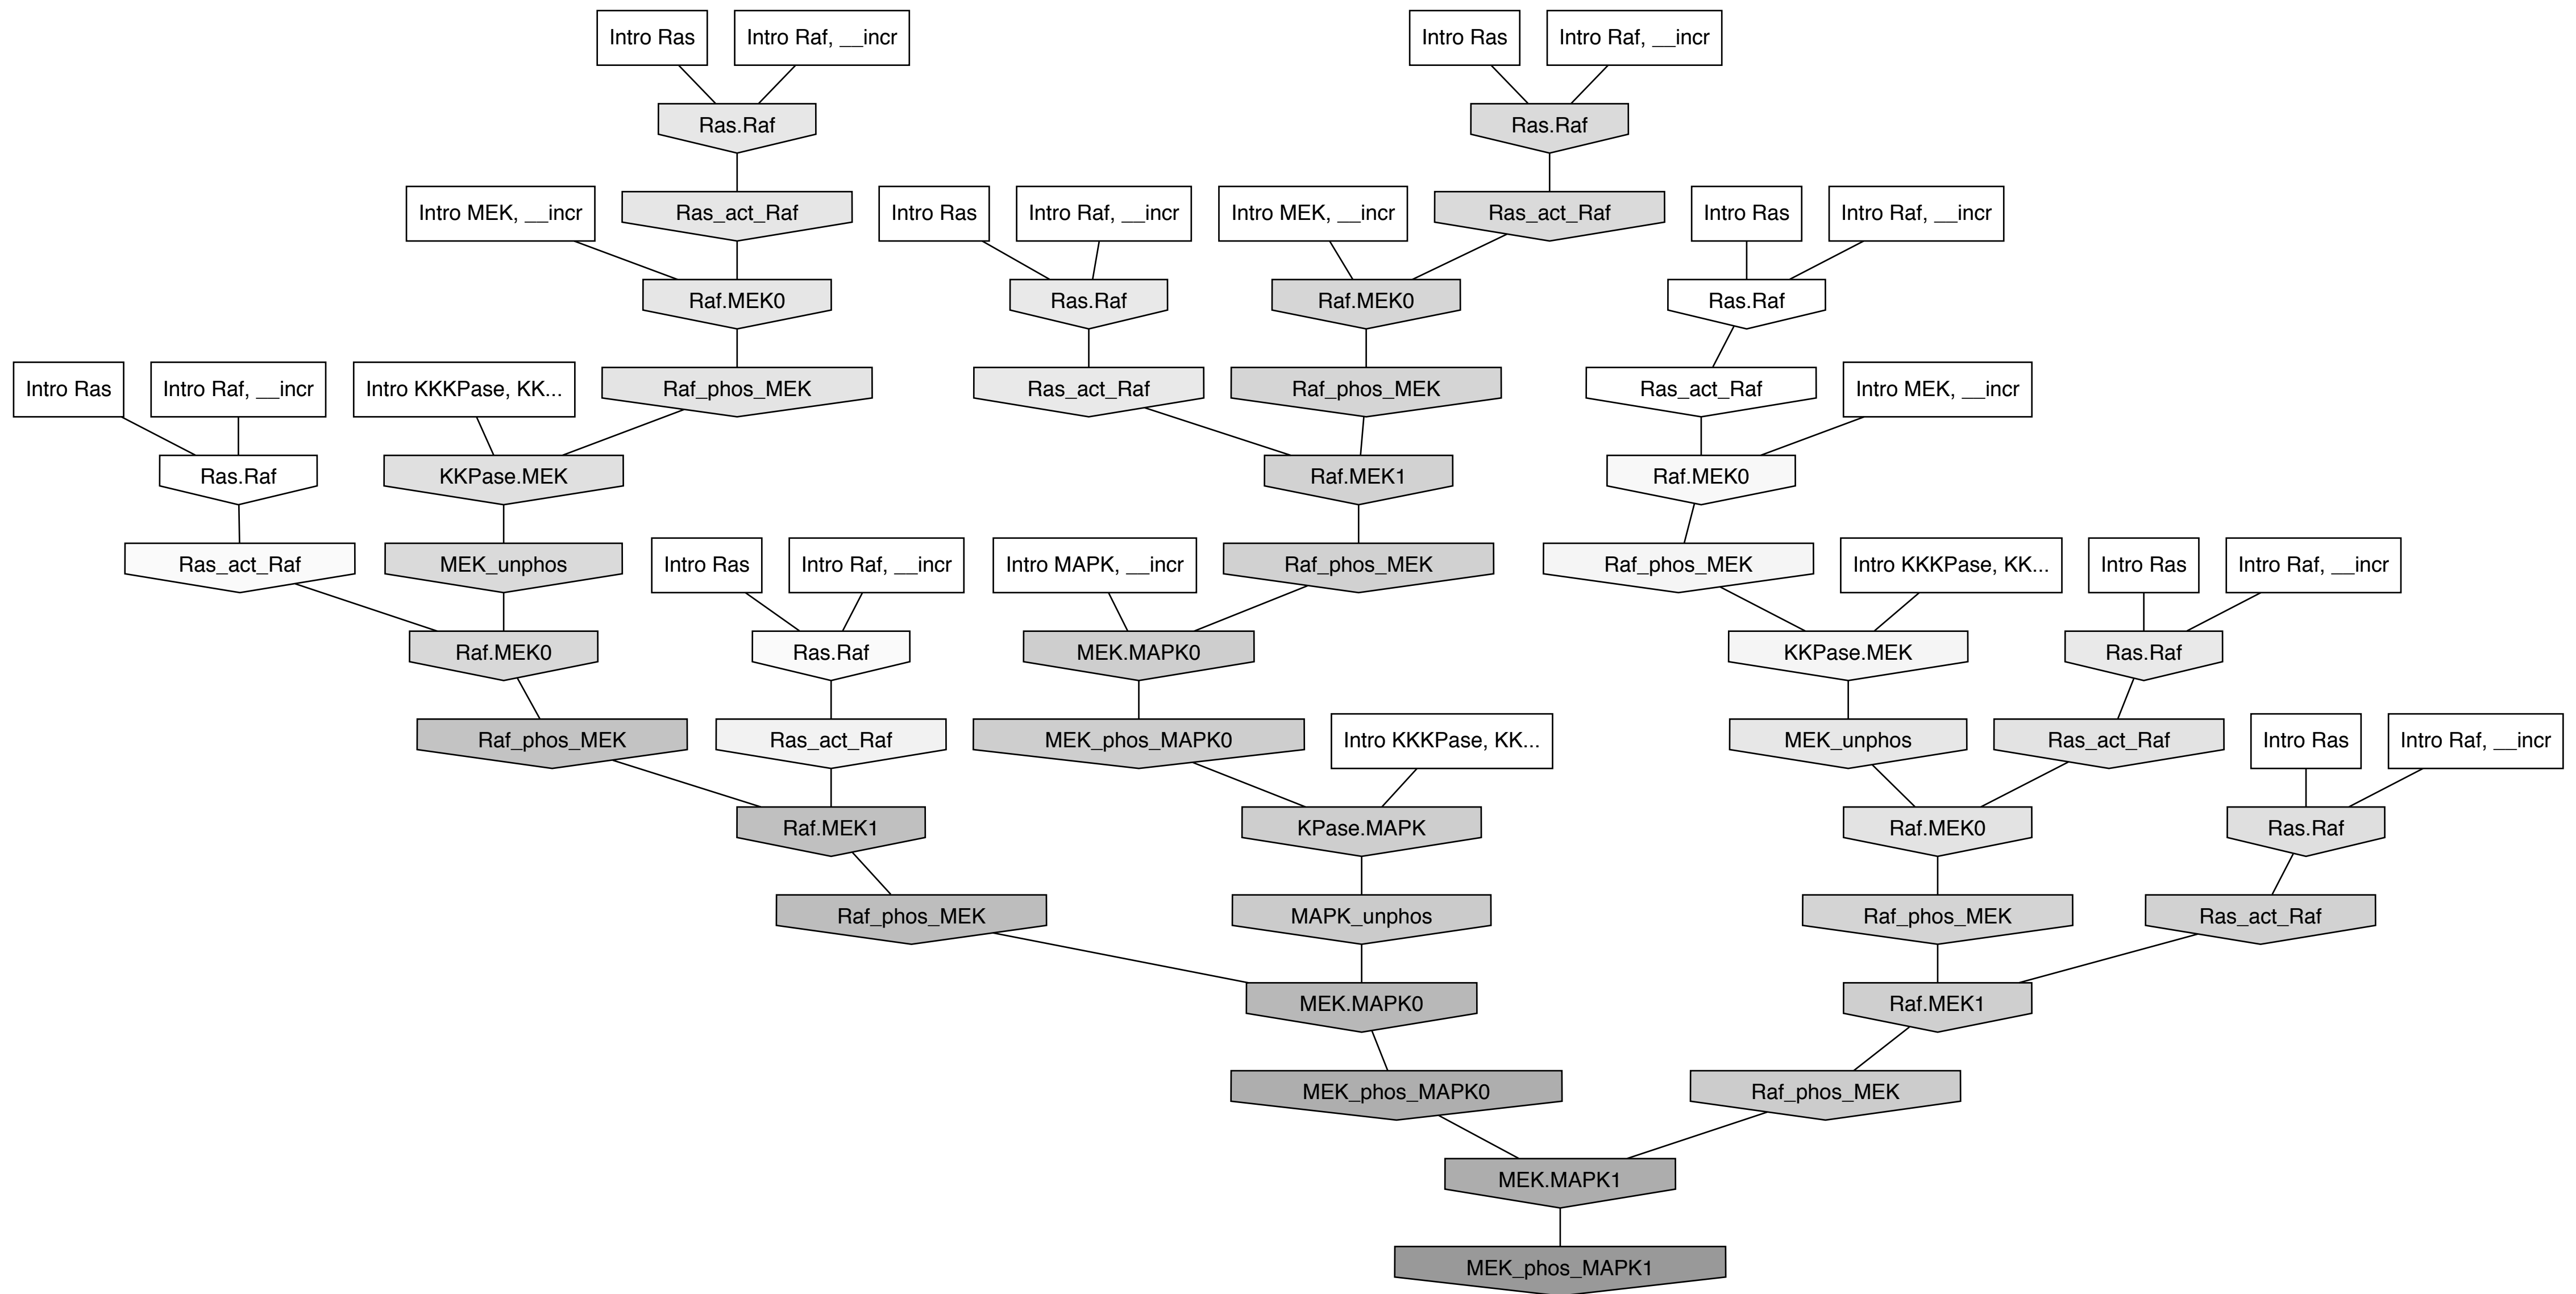 Intro Ras
Intro Raf, __incr
Intro Ras
Intro Raf, __incr
Ras.Raf
Ras.Raf
Intro MEK, __incr
Ras_act_Raf
Intro Ras
Intro Raf, __incr
Intro MEK, __incr
Ras_act_Raf
Intro Ras
Intro Raf, __incr
Raf.MEK0
Ras.Raf
Raf.MEK0
Ras.Raf
Intro Ras
Intro Raf, __incr
Intro KKKPase, KK...
Raf_phos_MEK
Ras_act_Raf
Raf_phos_MEK
Ras_act_Raf
Intro MEK, __incr
Ras.Raf
KKPase.MEK
Raf.MEK1
Raf.MEK0
Ras_act_Raf
MEK_unphos
Intro Ras
Intro Raf, __incr
Intro MAPK, __incr
Raf_phos_MEK
Raf_phos_MEK
Intro KKKPase, KK...
Intro Ras
Intro Raf, __incr
Raf.MEK0
Ras.Raf
MEK.MAPK0
KKPase.MEK
Ras.Raf
Raf_phos_MEK
Ras_act_Raf
MEK_phos_MAPK0
Intro KKKPase, KK...
MEK_unphos
Ras_act_Raf
Intro Ras
Intro Raf, __incr
Raf.MEK1
KPase.MAPK
Raf.MEK0
Ras.Raf
Raf_phos_MEK
MAPK_unphos
Raf_phos_MEK
Ras_act_Raf
MEK.MAPK0
Raf.MEK1
MEK_phos_MAPK0
Raf_phos_MEK
MEK.MAPK1
MEK_phos_MAPK1